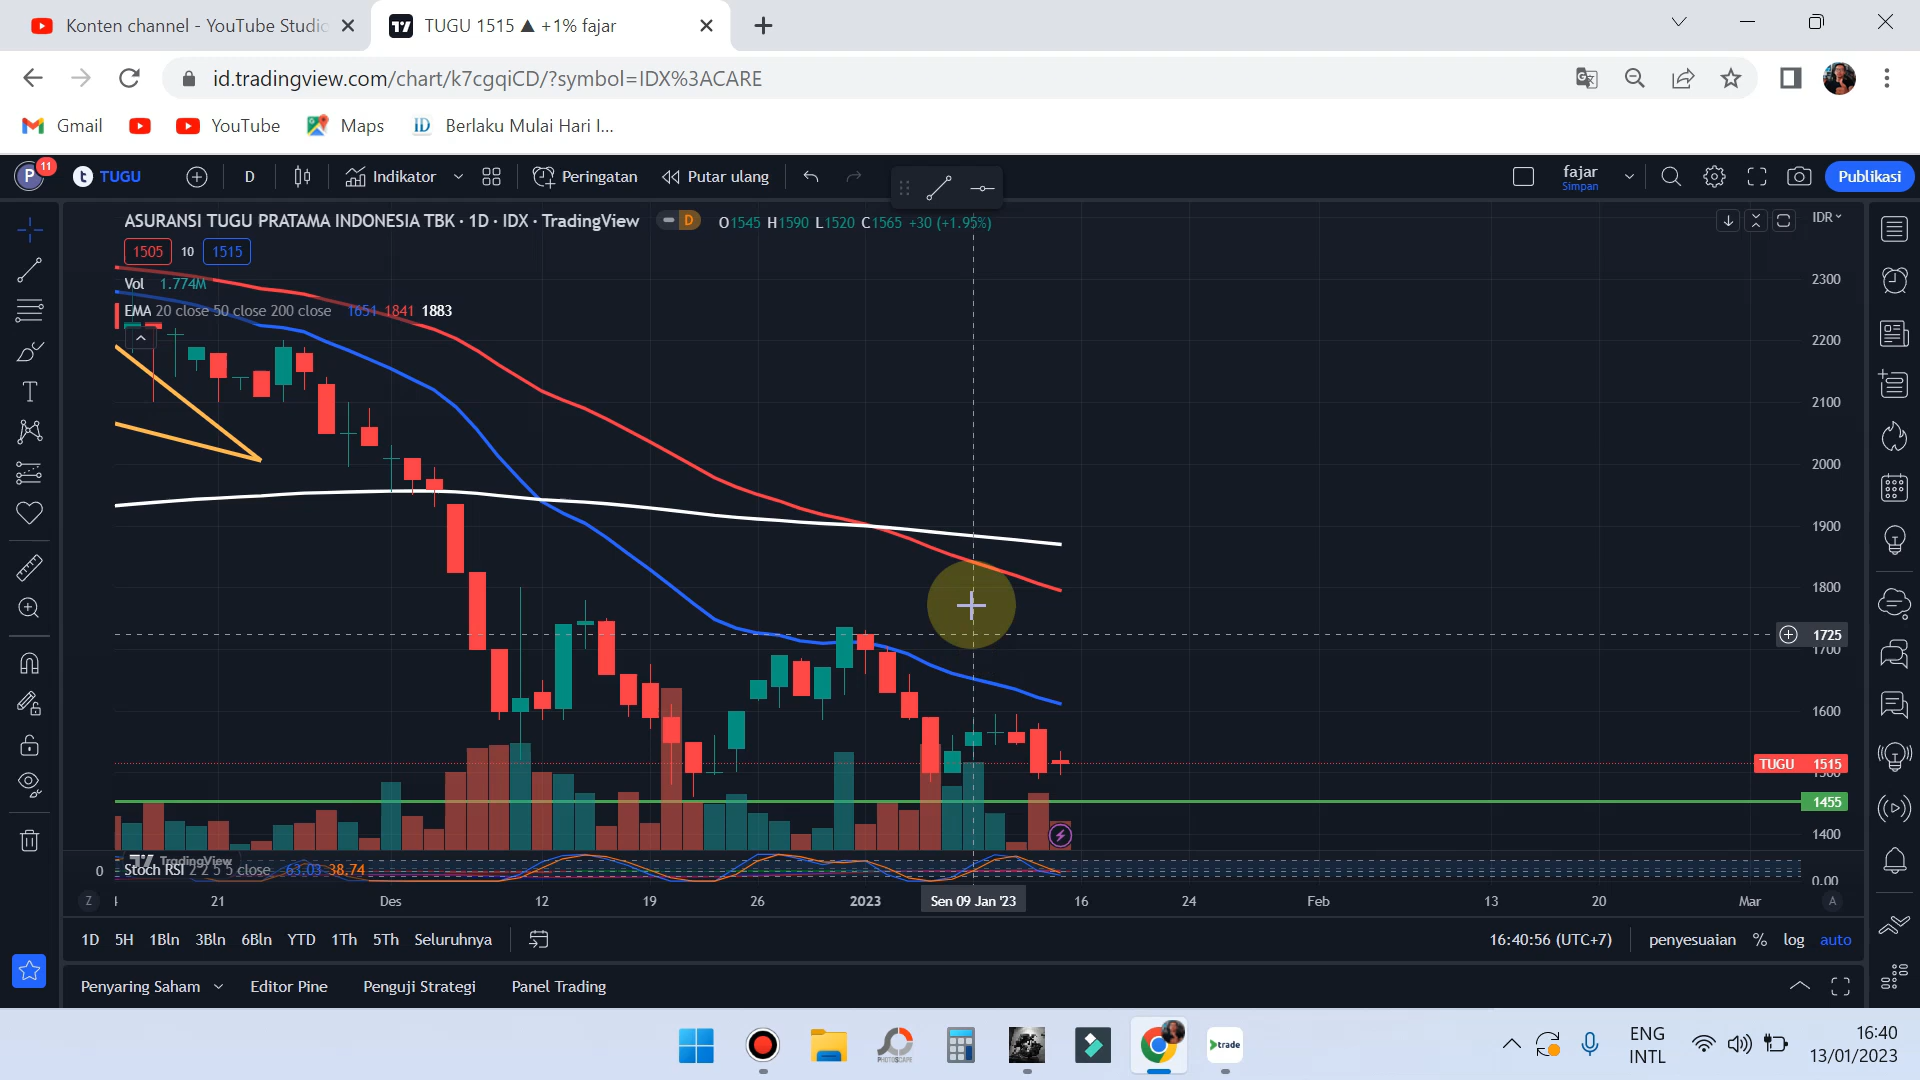 Konten channel - YouTube Studio
TUGU 1515 ▲ +1% fajar
id.tradingview.com/chart/k7cgqiCD/?symbol=IDX%3ACARE
Gmail
YouTube
Maps
ID Berlaku Mulai Hari I...
P 11
TUGU
D
Indikator
Peringatan
Putar ulang
fajar
Simpan
Publikasi
ASURANSI TUGU PRATAMA INDONESIA TBK · 1D · IDX · TradingView
D
O1545 H1590 L1520 C1565 +30 (+1.95%)
IDR
1505 10 1515
Vol 1.774M
EMA 20 close 50 close 200 close 1651 1841 1883
2300
2200
2100
2000
1900
1800
1725
1700
1600
TUGU 1515
1500
1455
1400
TradingView
0
Stoch RSI 2 2 5 5 close 63.03 38.74
0.00
Z
21
Des
12
19
26
2023
Sen 09 Jan '23
16
24
Feb
13
20
Mar
A
1D 5H 1Bln 3Bln 6Bln YTD 1Th 5Th Seluruhnya
16:40:56 (UTC+7)
penyesuaian % log auto
Penyaring Saham
Editor Pine
Penguji Strategi
Panel Trading
PHOTOSCAPE
trade
ENG
INTL
16:40
13/01/2023